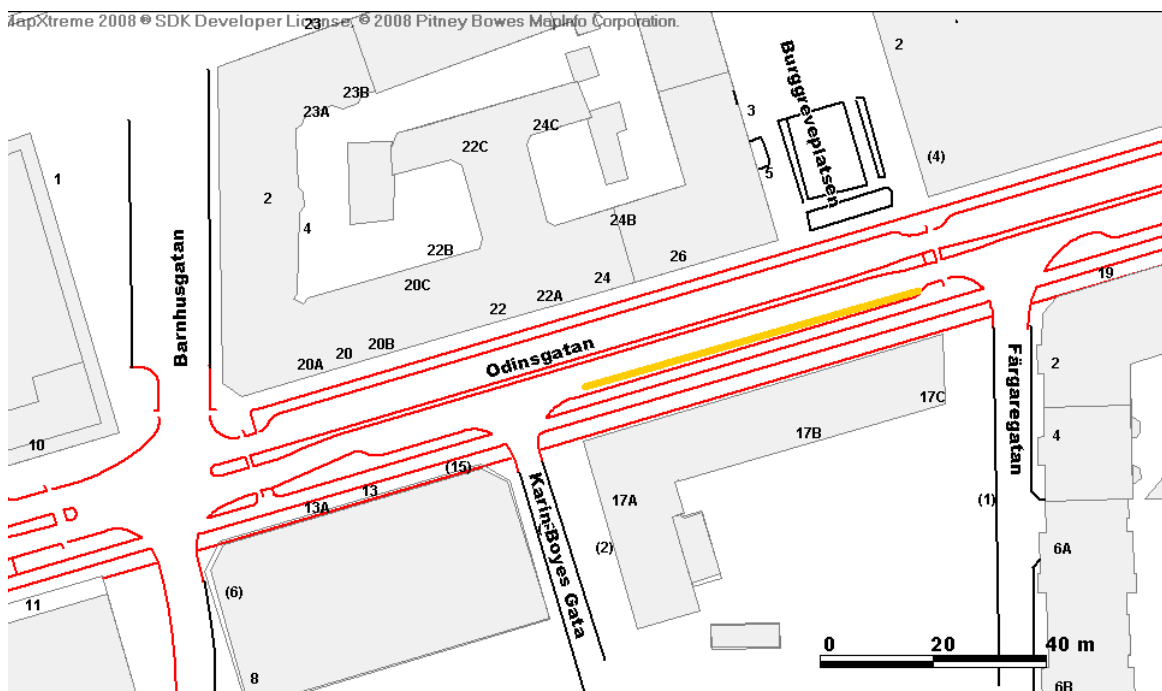 MapXtreme 2008 ® SDK Developer License. © 2008 Pitney Bowes MapInfo Corporation.
23
2
23B
23A
3
24C
22C
Burggreveplatsen
(4)
1
5
2
4
24B
22B
26
20C
24
19
22A
22
Barnhusgatan
20B
20
20A
Odinsgatan
2
Färgaregatan
17C
17B
4
10
(15)
13
13A
17A
(1)
Karin Boyes Gata
(2)
6A
(6)
11
0 20 40 m
8
6B